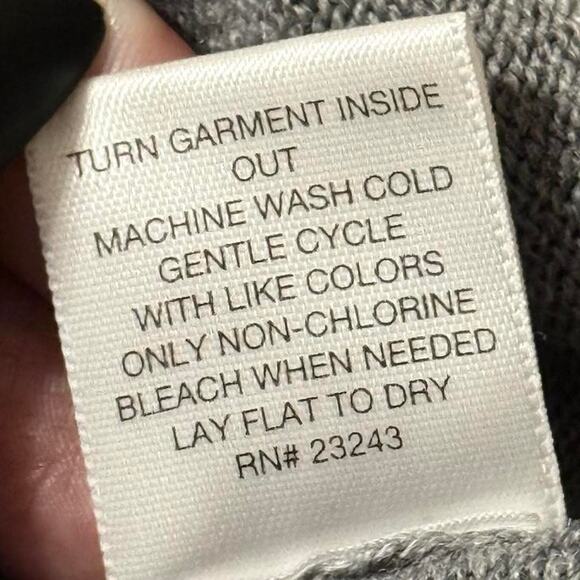 TURN GARMENT INSIDE
OUT
MACHINE WASH COLD
GENTLE CYCLE
WITH LIKE COLORS
ONLY NON-CHLORINE
BLEACH WHEN NEEDED
LAY FLAT TO DRY
RN# 23243